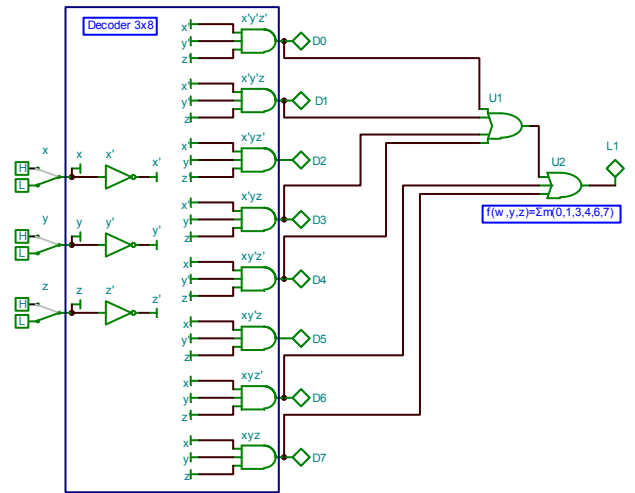 Decoder 3x8
x'y'z'
x'
y'
z'
D0
x'y'z
x'
y'
z
D1
U1
x'yz'
x'
y
z'
D2
U2
L1
x
H
L
x
x'
x'
x'yz
x'
y
z
D3
f(w,y,z)=Σm(0,1,3,4,6,7)
y
H
L
y
y'
y'
xy'z'
x
y'
z'
D4
z
H
L
z
z'
z'
xy'z
x
y'
z
D5
xyz'
x
y
z'
D6
xyz
x
y
z
D7